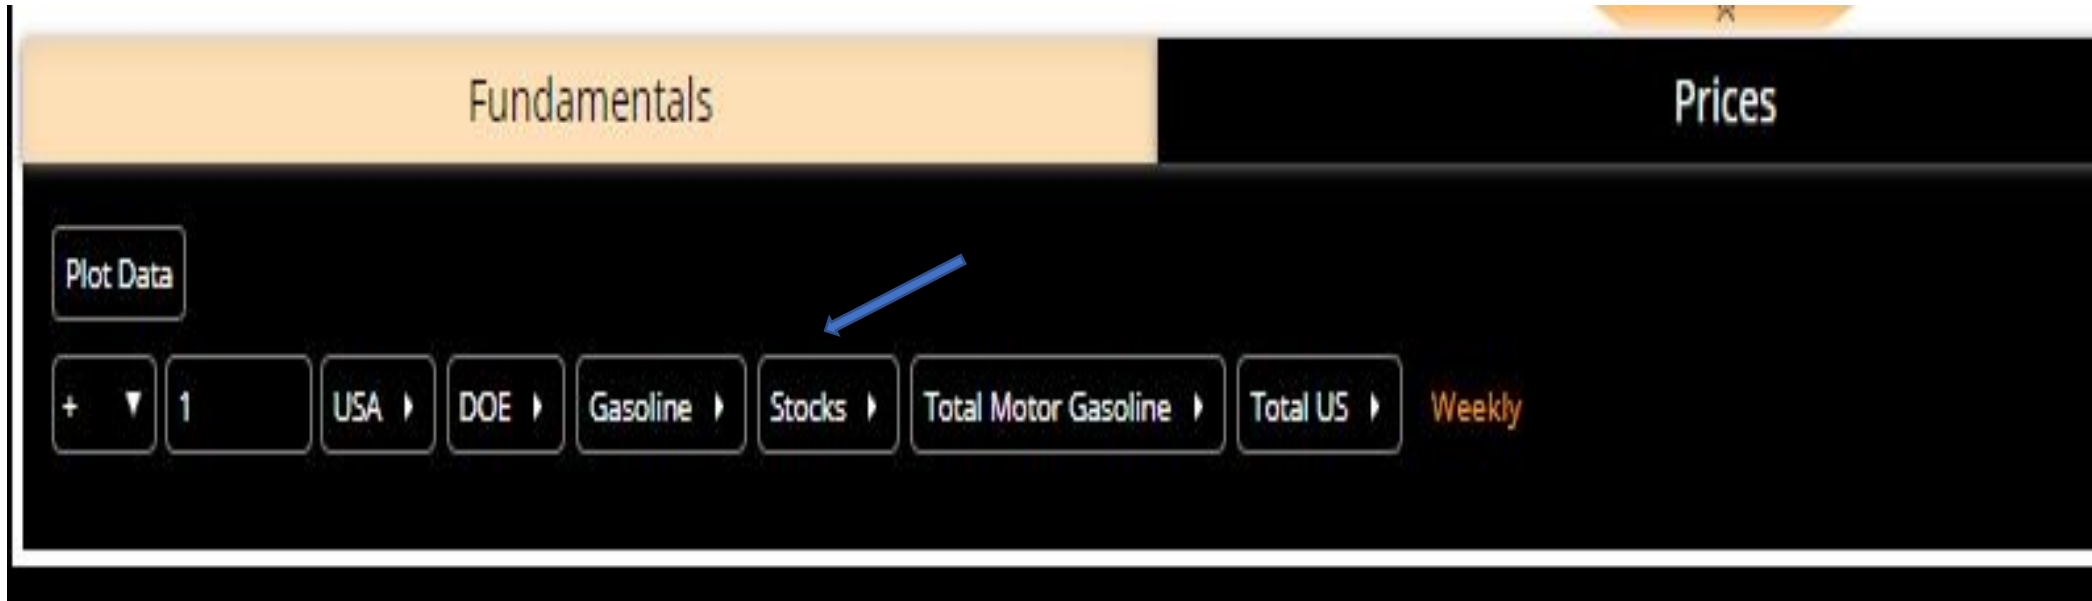 Fundamentals Prices
Plot Data
+ 1 USA DOE Gasoline Stocks Total Motor Gasoline Total US Weekly